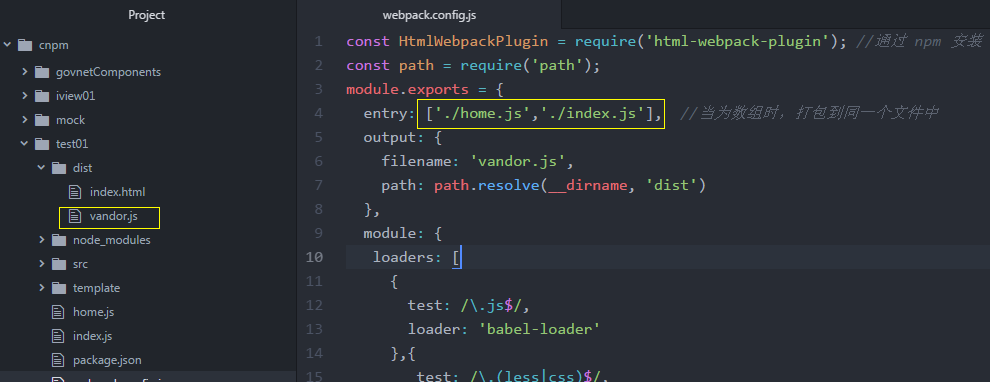 Project
cnpm
govnetComponents
iview01
mock
test01
dist
index.html
vandor.js
node_modules
src
template
home.js
index.js
package.json
webpack.config.js
1 const HtmlWebpackPlugin = require('html-webpack-plugin'); //通过 npm 安装
2 const path = require('path');
3 module.exports = {
4 entry: ['./home.js','./index.js'], //当为数组时，打包到同一个文件中
5 output: {
6 filename: 'vandor.js',
7 path: path.resolve(__dirname, 'dist')
8 },
9 module: {
10 loaders: [
11 {
12 test: /\.js$/,
13 loader: 'babel-loader'
14 },{
15 test: /\.(less|css)$/,